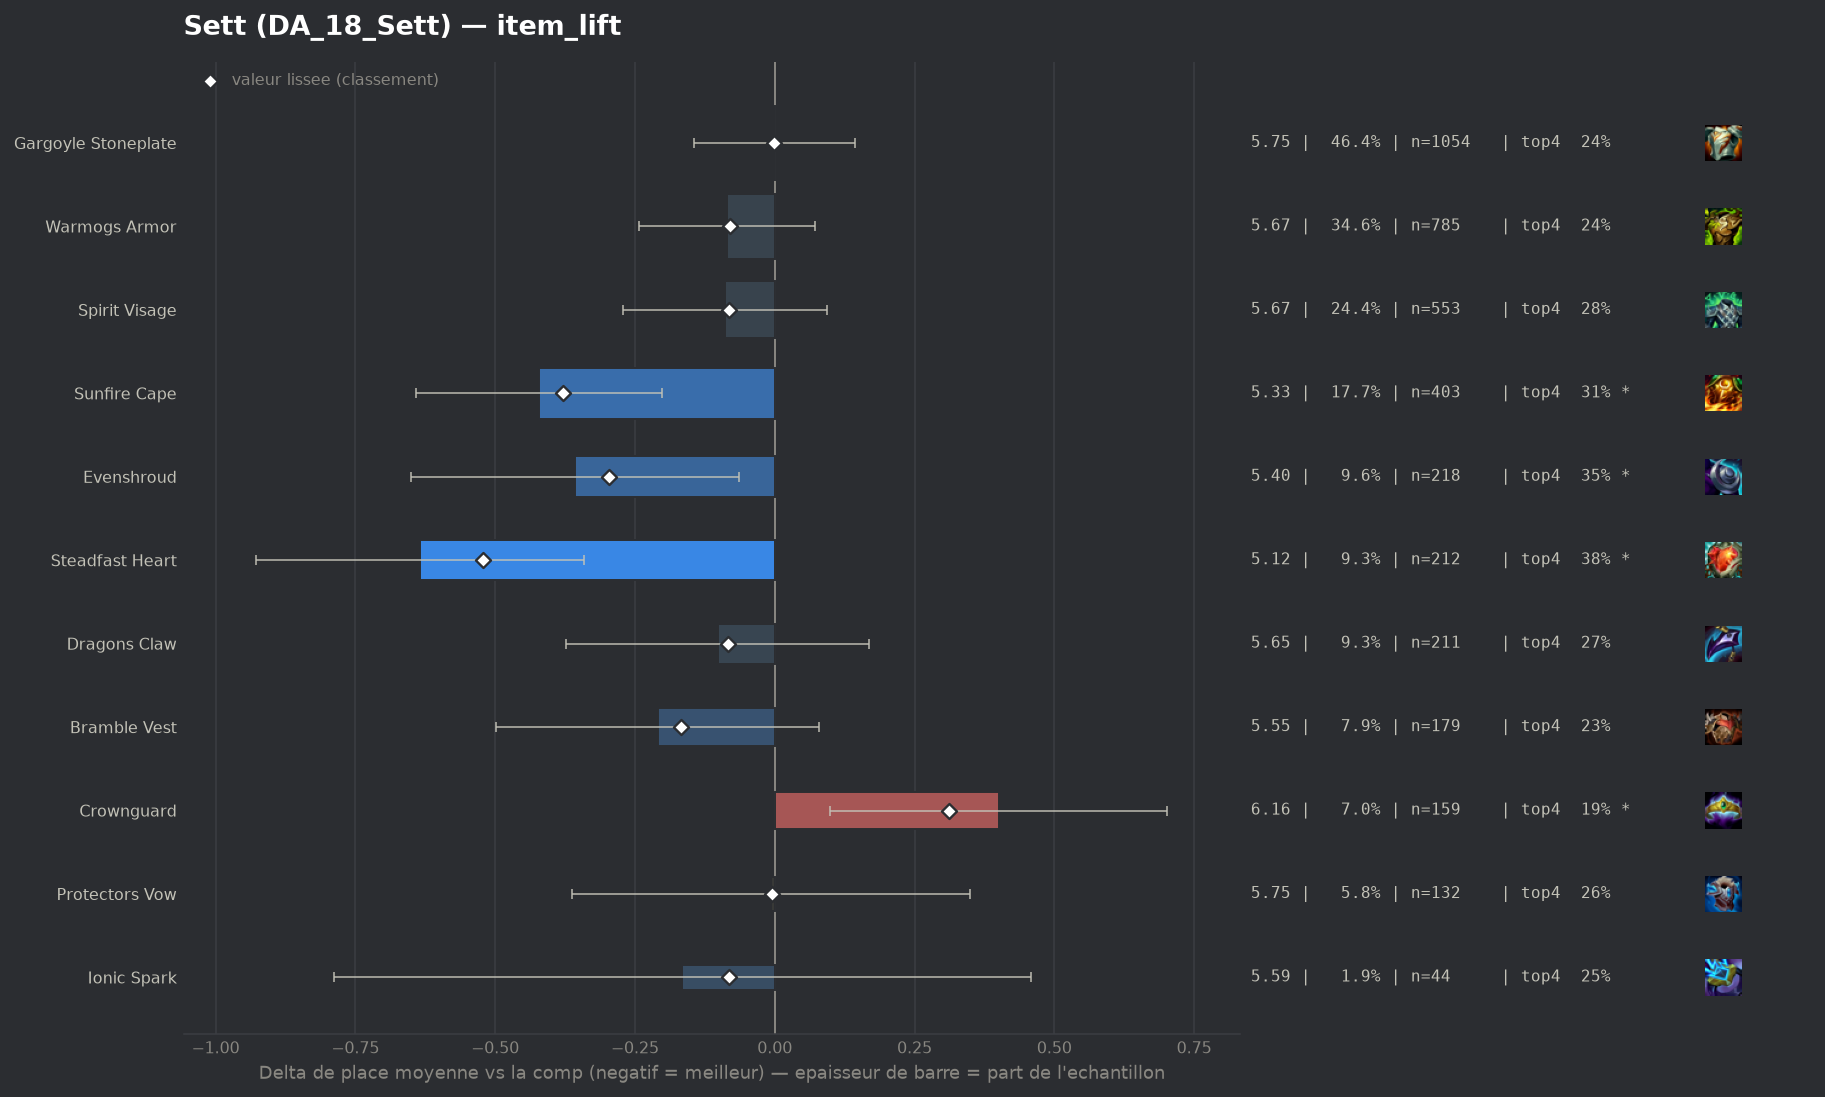 Sett (DA_18_Sett) — item_lift
valeur lissee (classement)
Gargoyle Stoneplate 5.75 | 46.4% | n=1054 | top4 24%
Warmogs Armor 5.67 | 34.6% | n=785 | top4 24%
Spirit Visage 5.67 | 24.4% | n=553 | top4 28%
Sunfire Cape 5.33 | 17.7% | n=403 | top4 31% *
Evenshroud 5.40 | 9.6% | n=218 | top4 35% *
Steadfast Heart 5.12 | 9.3% | n=212 | top4 38% *
Dragons Claw 5.65 | 9.3% | n=211 | top4 27%
Bramble Vest 5.55 | 7.9% | n=179 | top4 23%
Crownguard 6.16 | 7.0% | n=159 | top4 19% *
Protectors Vow 5.75 | 5.8% | n=132 | top4 26%
Ionic Spark 5.59 | 1.9% | n=44 | top4 25%
−1.00 −0.75 −0.50 −0.25 0.00 0.25 0.50 0.75
Delta de place moyenne vs la comp (negatif = meilleur) — epaisseur de barre = part de l'echantillon